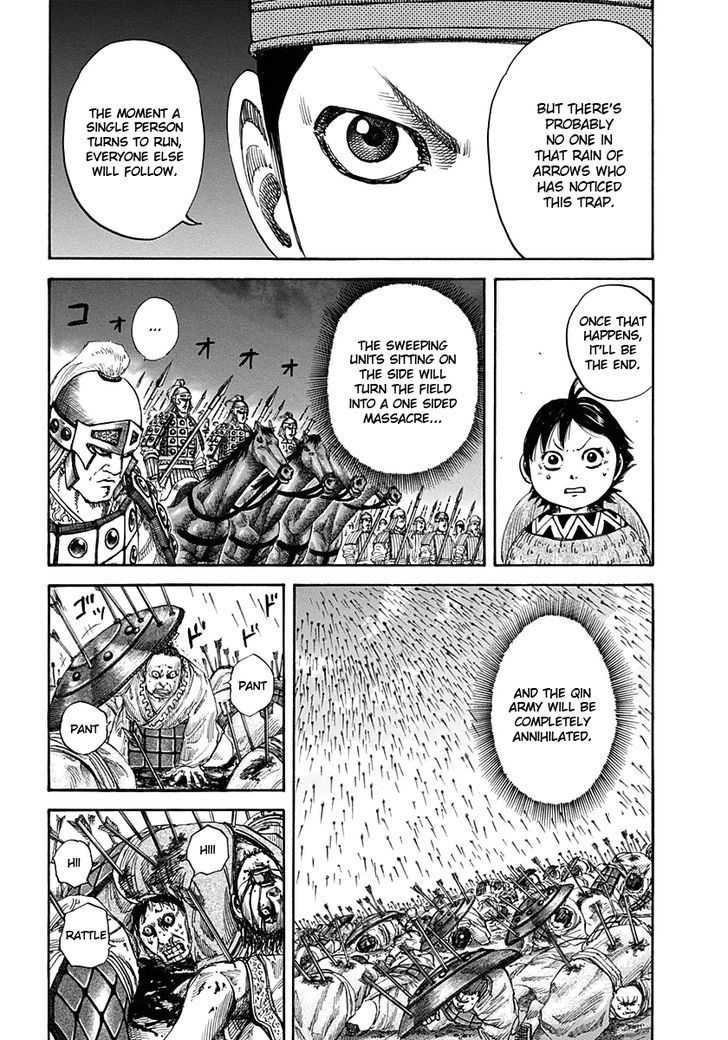 BUT THERE'S
PROBABLY
NO ONE IN
THAT RAIN OF
ARROWS WHO
HAS NOTICED
THIS TRAP.
THE MOMENT A
SINGLE PERSON
TURNS TO RUN,
EVERYONE ELSE
WILL FOLLOW.
ONCE THAT
HAPPENS,
IT'LL BE
THE END.
THE SWEEPING
UNITS SITTING ON
THE SIDE WILL
TURN THE FIELD
INTO A ONE SIDED
MASSACRE...
...
コオオ
AND THE QIN
ARMY WILL BE
COMPLETELY
ANNIHILATED.
ドド
PANT
ゴッ
PANT
HIII
HII
RATTLE